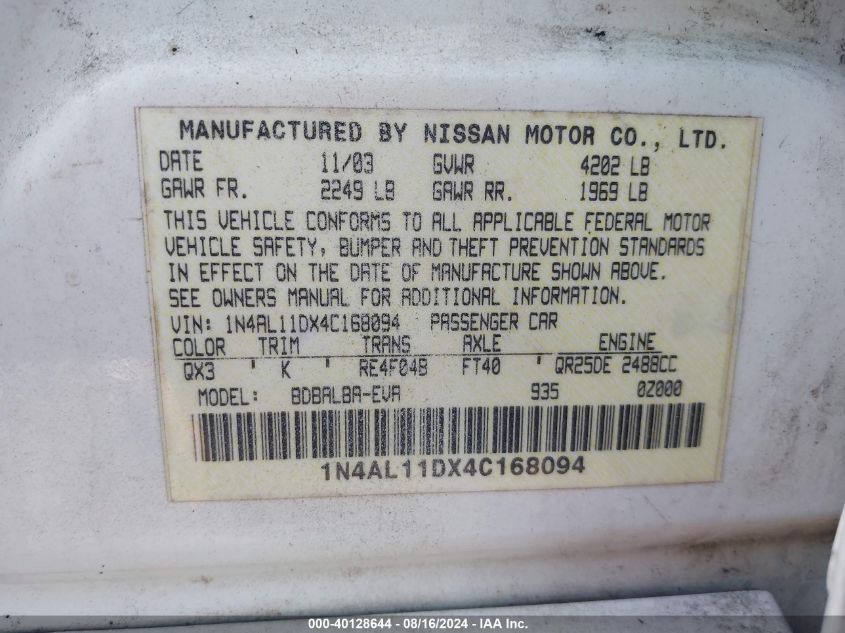 MANUFACTURED BY NISSAN MOTOR CO., LTD.
DATE 11/03 GVWR 4202 LB
GAWR FR. 2249 LB GAWR RR. 1969 LB
THIS VEHICLE CONFORMS TO ALL APPLICABLE FEDERAL MOTOR
VEHICLE SAFETY, BUMPER AND THEFT PREVENTION STANDARDS
IN EFFECT ON THE DATE OF MANUFACTURE SHOWN ABOVE.
SEE OWNERS MANUAL FOR ADDITIONAL INFORMATION.
VIN: 1N4AL11DX4C168094 PASSENGER CAR
COLOR TRIM TRANS AXLE ENGINE
QX3 ' K ' RE4F04B FT40 ' QR25DE 2488CC
MODEL: BDBALBA-EVA 935 0Z000
1N4AL11DX4C168094
000-40128644 - 08/16/2024 - © IAA, Inc.